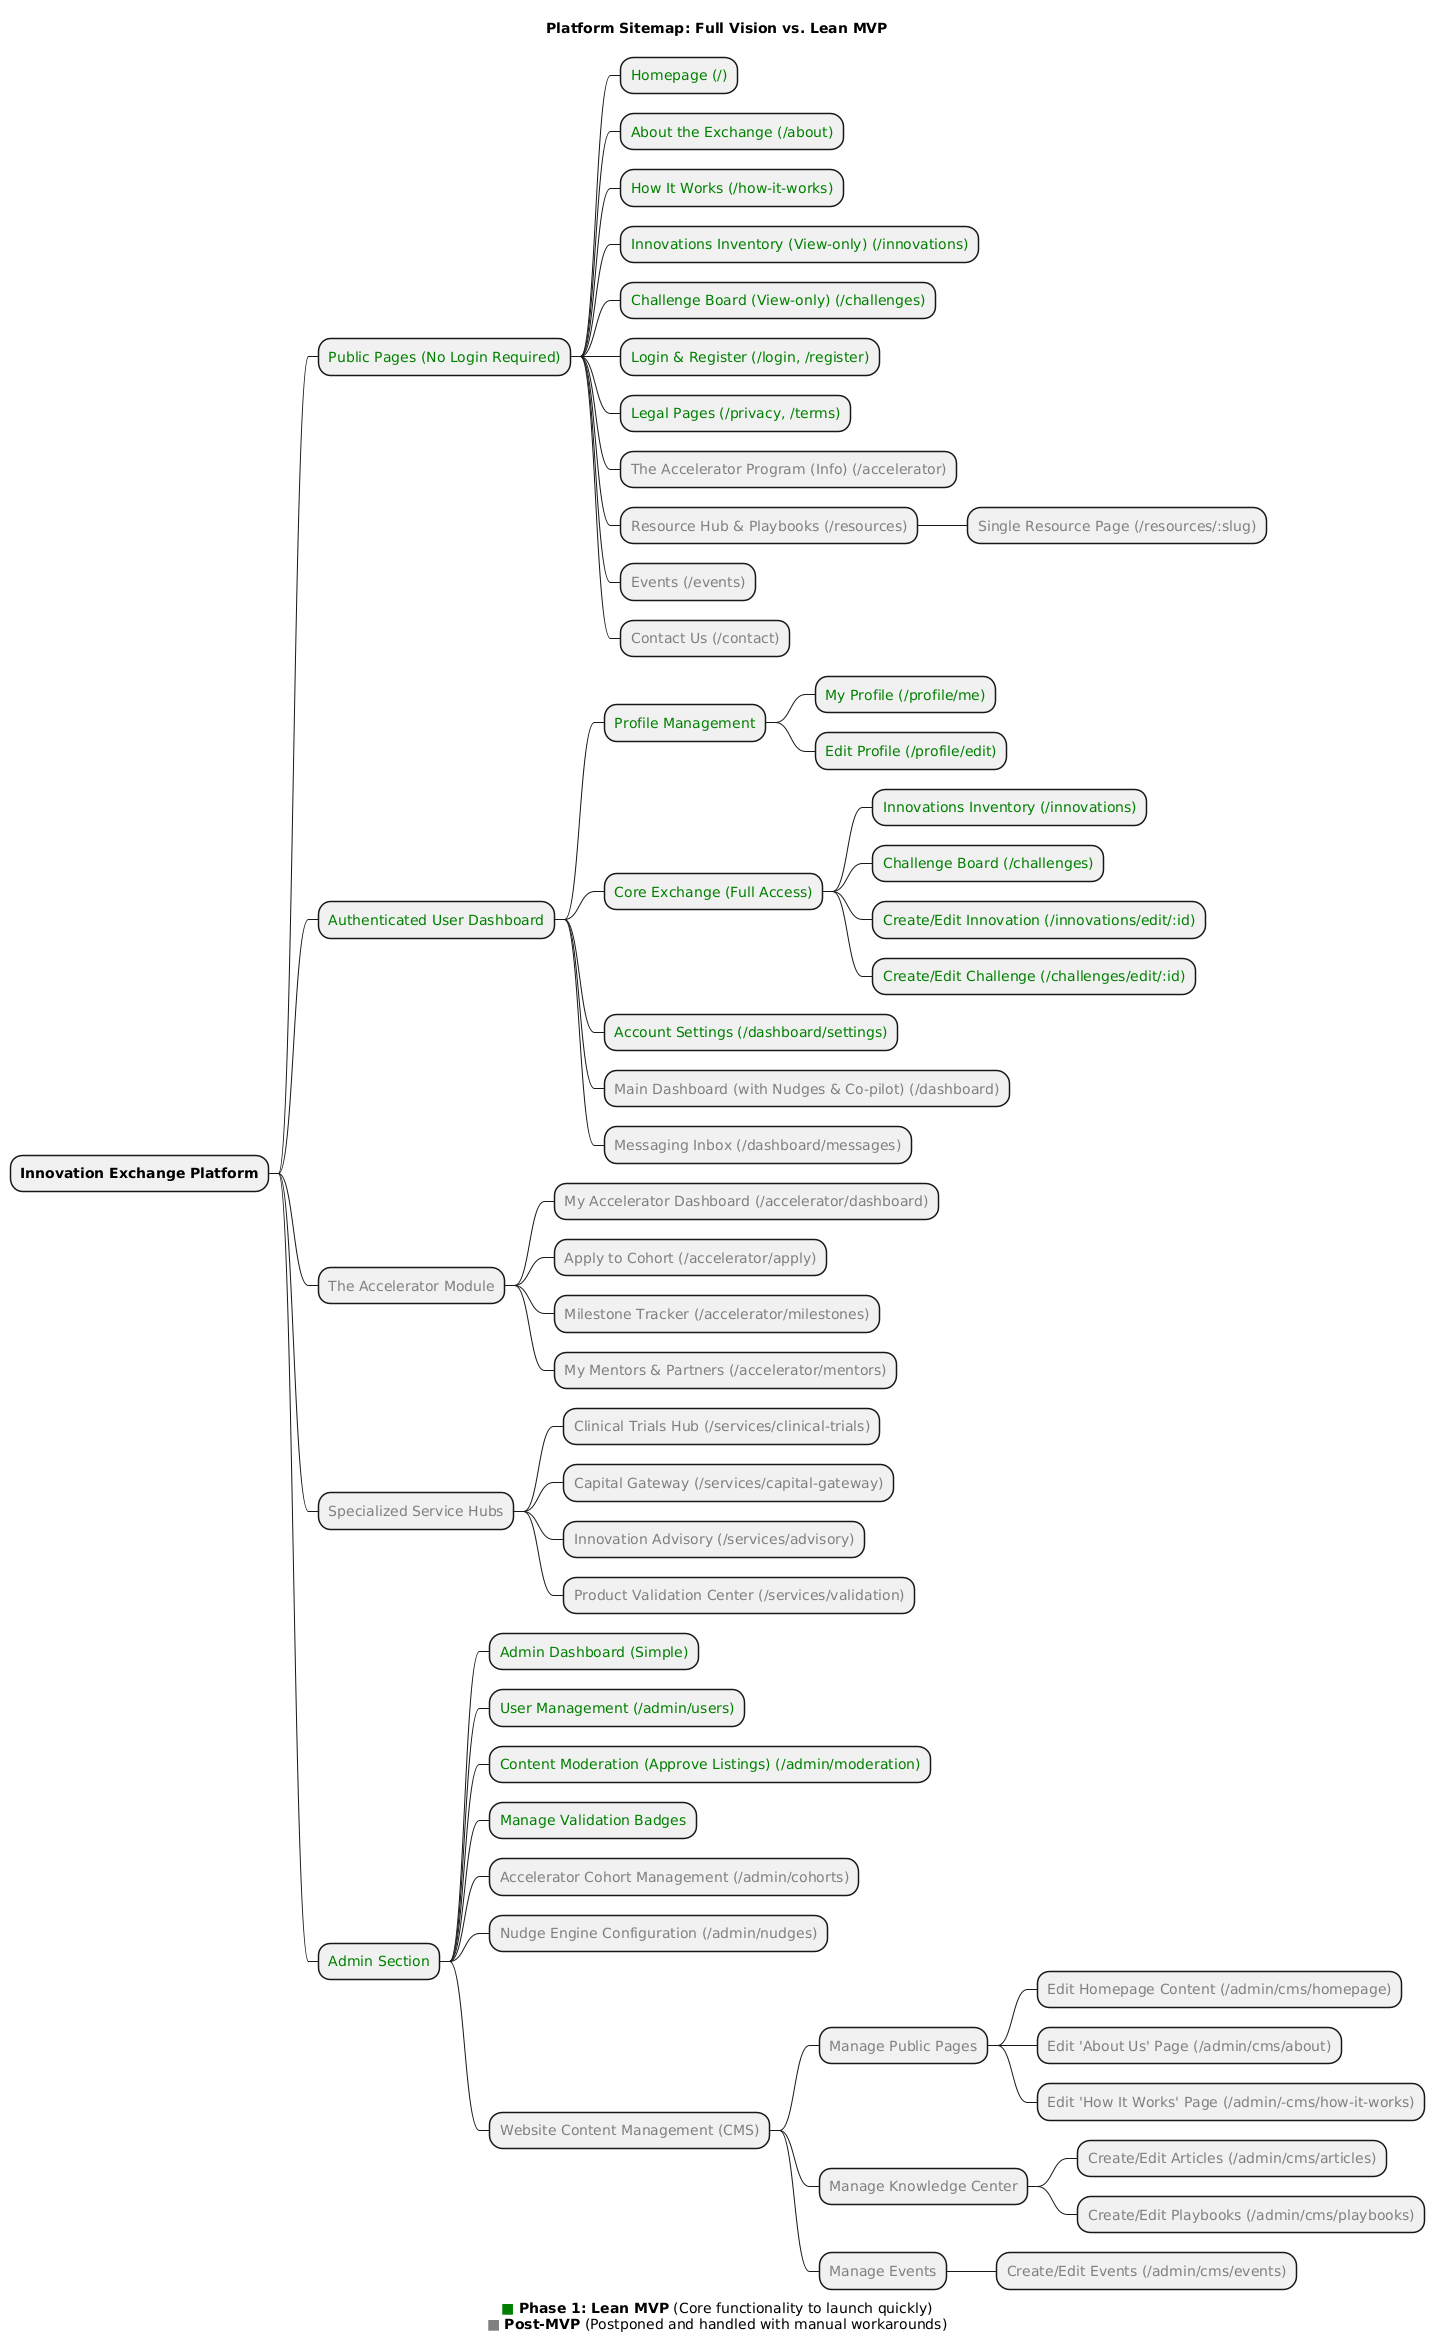 Platform Sitemap: Full Vision vs. Lean MVP
Homepage (/)
About the Exchange (/about)
How It Works (/how-it-works)
Innovations Inventory (View-only) (/innovations)
Challenge Board (View-only) (/challenges)
Public Pages (No Login Required)
Login & Register (/login, /register)
Legal Pages (/privacy, /terms)
The Accelerator Program (Info) (/accelerator)
Resource Hub & Playbooks (/resources)
Single Resource Page (/resources/:slug)
Events (/events)
Contact Us (/contact)
My Profile (/profile/me)
Profile Management
Edit Profile (/profile/edit)
Innovations Inventory (/innovations)
Challenge Board (/challenges)
Core Exchange (Full Access)
Authenticated User Dashboard
Create/Edit Innovation (/innovations/edit/:id)
Create/Edit Challenge (/challenges/edit/:id)
Account Settings (/dashboard/settings)
Main Dashboard (with Nudges & Co-pilot) (/dashboard)
Messaging Inbox (/dashboard/messages)
Innovation Exchange Platform
My Accelerator Dashboard (/accelerator/dashboard)
Apply to Cohort (/accelerator/apply)
The Accelerator Module
Milestone Tracker (/accelerator/milestones)
My Mentors & Partners (/accelerator/mentors)
Clinical Trials Hub (/services/clinical-trials)
Capital Gateway (/services/capital-gateway)
Specialized Service Hubs
Innovation Advisory (/services/advisory)
Product Validation Center (/services/validation)
Admin Dashboard (Simple)
User Management (/admin/users)
Content Moderation (Approve Listings) (/admin/moderation)
Manage Validation Badges
Accelerator Cohort Management (/admin/cohorts)
Nudge Engine Configuration (/admin/nudges)
Admin Section
Edit Homepage Content (/admin/cms/homepage)
Manage Public Pages
Edit 'About Us' Page (/admin/cms/about)
Edit 'How It Works' Page (/admin/-cms/how-it-works)
Website Content Management (CMS)
Create/Edit Articles (/admin/cms/articles)
Manage Knowledge Center
Create/Edit Playbooks (/admin/cms/playbooks)
Manage Events
Create/Edit Events (/admin/cms/events)
■ Phase 1: Lean MVP (Core functionality to launch quickly)
■ Post-MVP (Postponed and handled with manual workarounds)